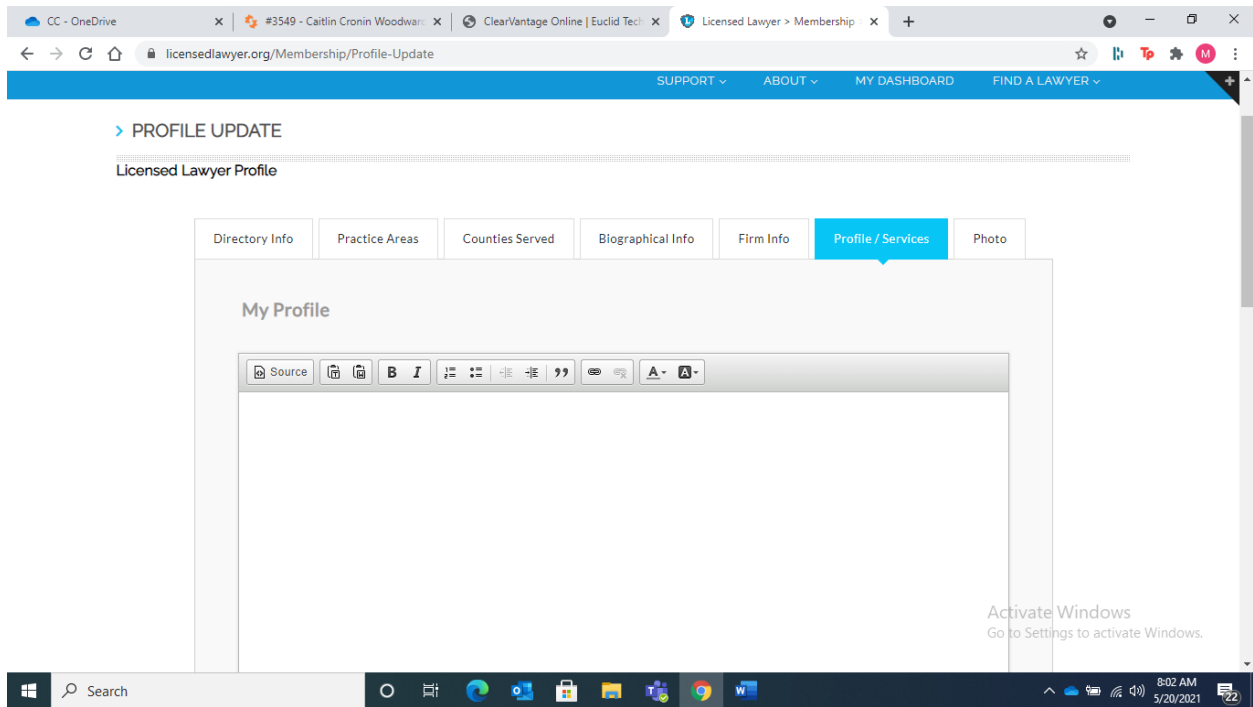 CC - OneDrive
#3549 - Caitlin Cronin Woodward
ClearVantage Online | Euclid Tech
Licensed Lawyer > Membership >
licensedlawyer.org/Membership/Profile-Update
Tp
M
SUPPORT ABOUT MY DASHBOARD FIND A LAWYER
> PROFILE UPDATE
Licensed Lawyer Profile
Directory Info Practice Areas Counties Served Biographical Info Firm Info Profile / Services Photo
My Profile
Source B I A A
Activate Windows
Go to Settings to activate Windows.
Search
8:02 AM
5/20/2021
22